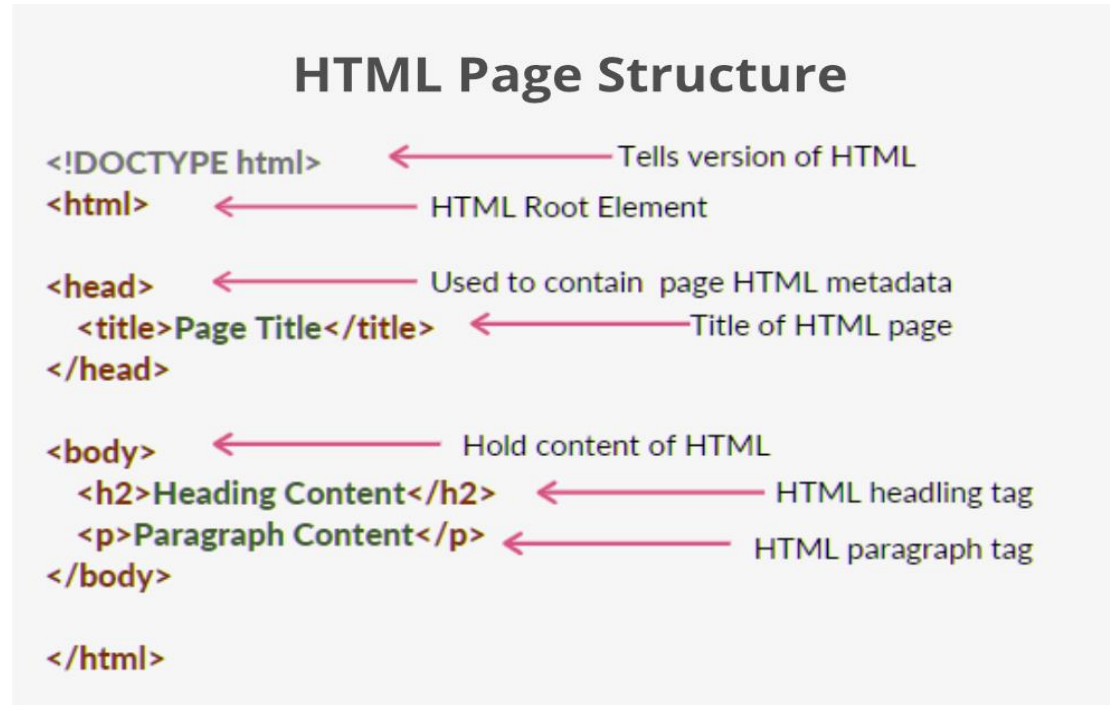 HTML Page Structure
<!DOCTYPE html> Tells version of HTML
<html> HTML Root Element
<head> Used to contain page HTML metadata
<title>Page Title</title> Title of HTML page
</head>
<body> Hold content of HTML
<h2>Heading Content</h2> HTML headling tag
<p>Paragraph Content</p> HTML paragraph tag
</body>
</html>